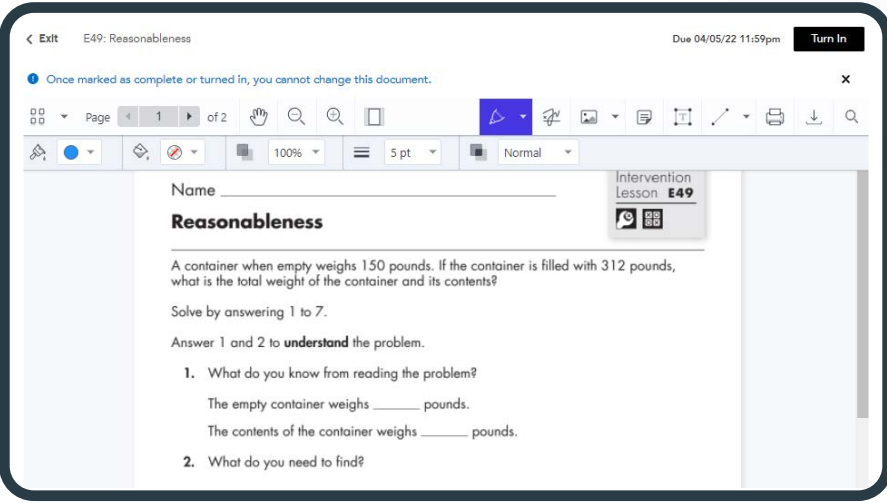 Exit E49: Reasonableness Due 04/05/22 11:59pm Turn In
Once marked as complete or turned in, you cannot change this document.
Page 1 of 2
100% 5 pt Normal
Intervention
Lesson E49
Name
Reasonableness
A container when empty weighs 150 pounds. If the container is filled with 312 pounds,
what is the total weight of the container and its contents?
Solve by answering 1 to 7.
Answer 1 and 2 to understand the problem.
1. What do you know from reading the problem?
The empty container weighs ______ pounds.
The contents of the container weighs ______ pounds.
2. What do you need to find?